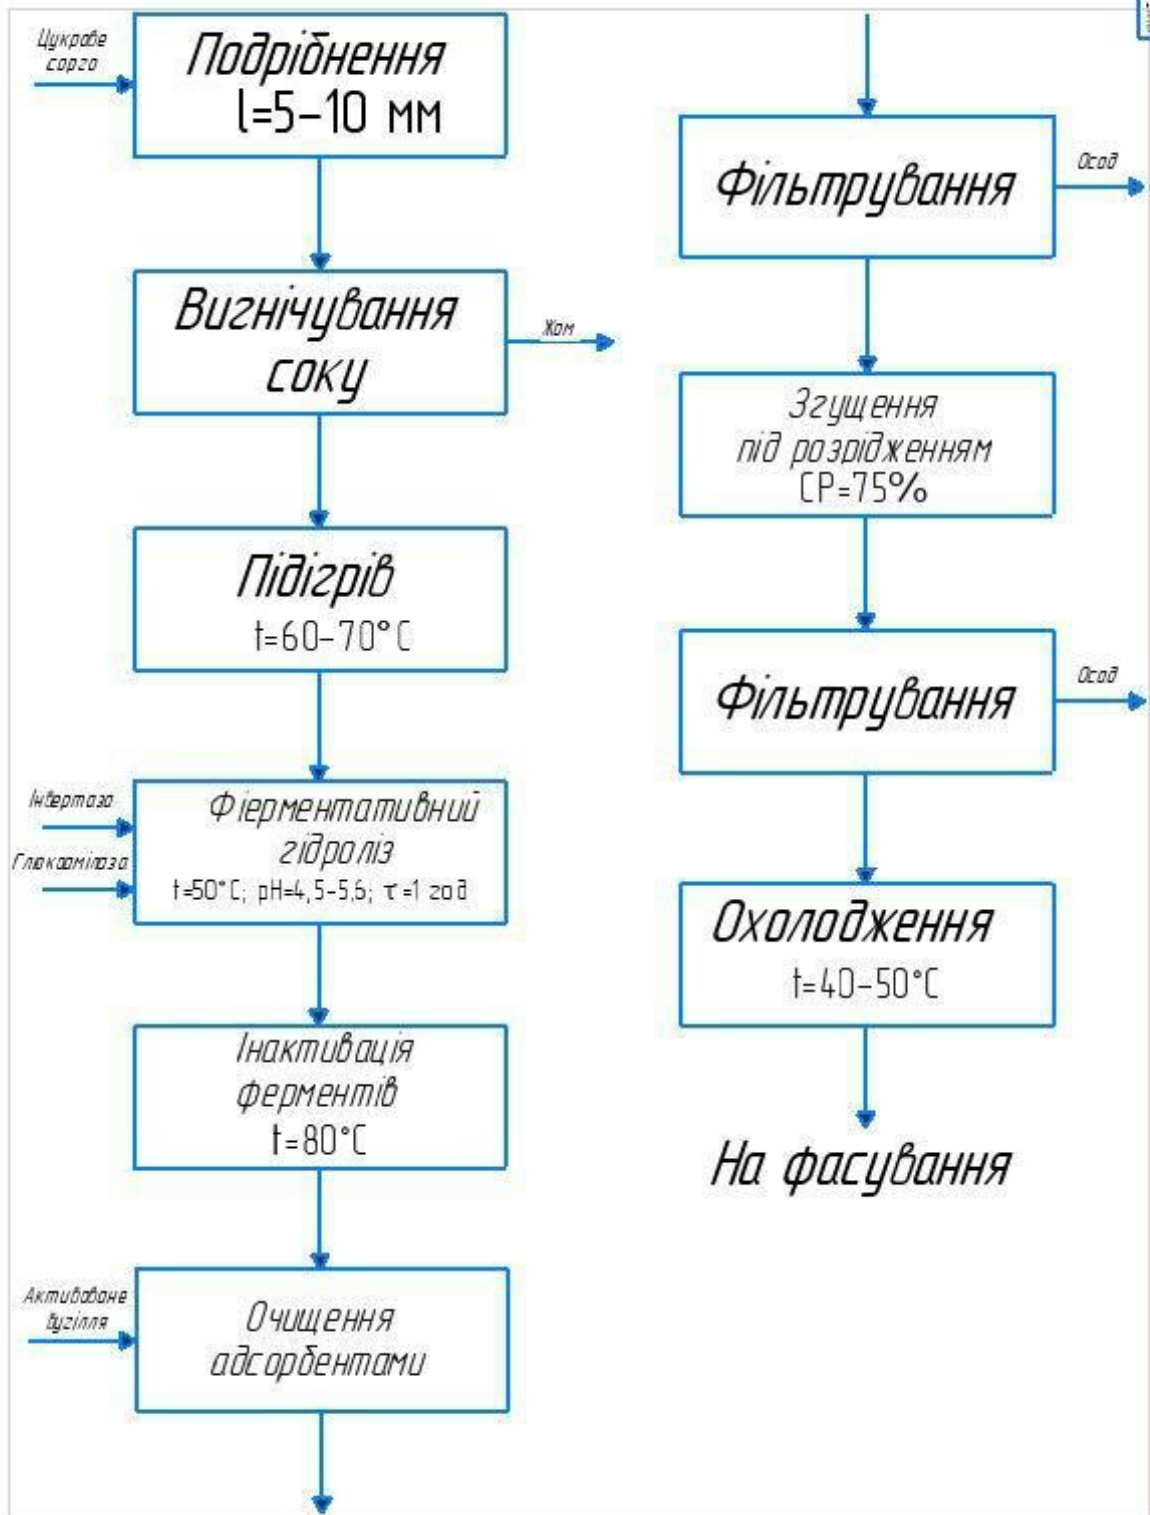 Цукрове
сорго
Подрібнення
l=5-10 мм
Вигнічування
соку
Жом
Підігрів
t=60-70°C
Інвертаза
Глюкоамілаза
Фіерментативний
гідроліз
t=50°C; pH=4,5-5,6; τ=1 год
Інактивація
ферментів
t=80°C
Активоване
вугілля
Очищення
адсорбентами
Фільтрування
Осад
Згущення
під розрідженням
СР=75%
Фільтрування
Осад
Охолодження
t=40-50°C
На фасування